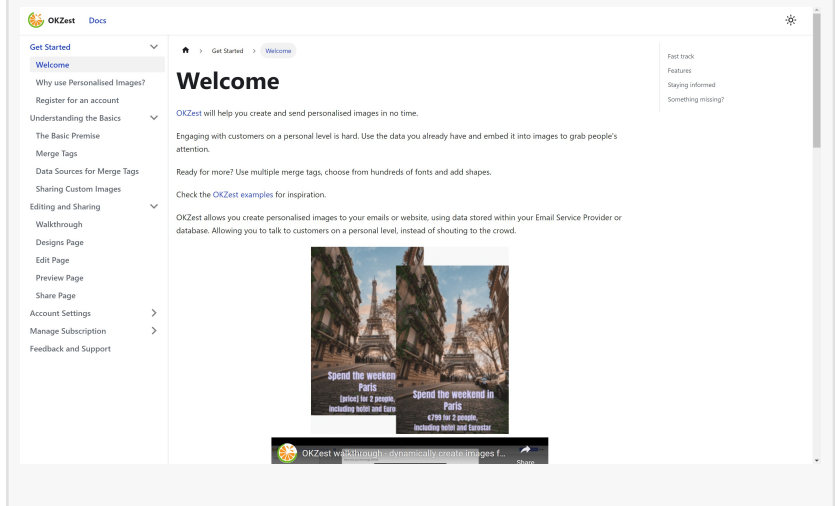 OKZest Docs
Get Started
Welcome
Why use Personalised Images?
Register for an account
Understanding the Basics
The Basic Premise
Merge Tags
Data Sources for Merge Tags
Sharing Custom Images
Editing and Sharing
Walkthrough
Designs Page
Edit Page
Preview Page
Share Page
Account Settings
Manage Subscription
Feedback and Support
Get Started
Welcome
Welcome
OKZest will help you create and send personalised images in no time.
Engaging with customers on a personal level is hard. Use the data you already have and embed it into images to grab people's
attention.
Ready for more? Use multiple merge tags, choose from hundreds of fonts and add shapes.
Check the OKZest examples for inspiration.
OKZest allows you create personalised images to your emails or website, using data stored within your Email Service Provider or
database. Allowing you to talk to customers on a personal level, instead of shouting to the crowd.
Spend the weeken
Paris
[price] for 2 people,
including hotel and Euro
Spend the weekend in
Paris
€799 for 2 people,
including hotel and Eurostar
OKZest walkthrough - dynamically create images f...
Share
Fast track
Features
Staying informed
Something missing?